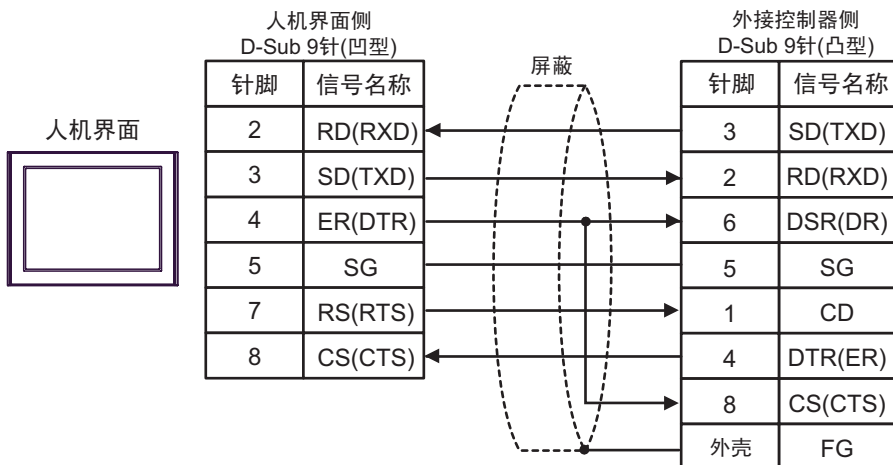 人机界面侧
D-Sub 9针(凹型)
外接控制器侧
D-Sub 9针(凸型)
屏蔽
人机界面
针脚 信号名称 针脚 信号名称
2 RD(RXD) 3 SD(TXD)
3 SD(TXD) 2 RD(RXD)
4 ER(DTR) 6 DSR(DR)
5 SG 5 SG
7 RS(RTS) 1 CD
8 CS(CTS) 4 DTR(ER)
8 CS(CTS)
外壳 FG